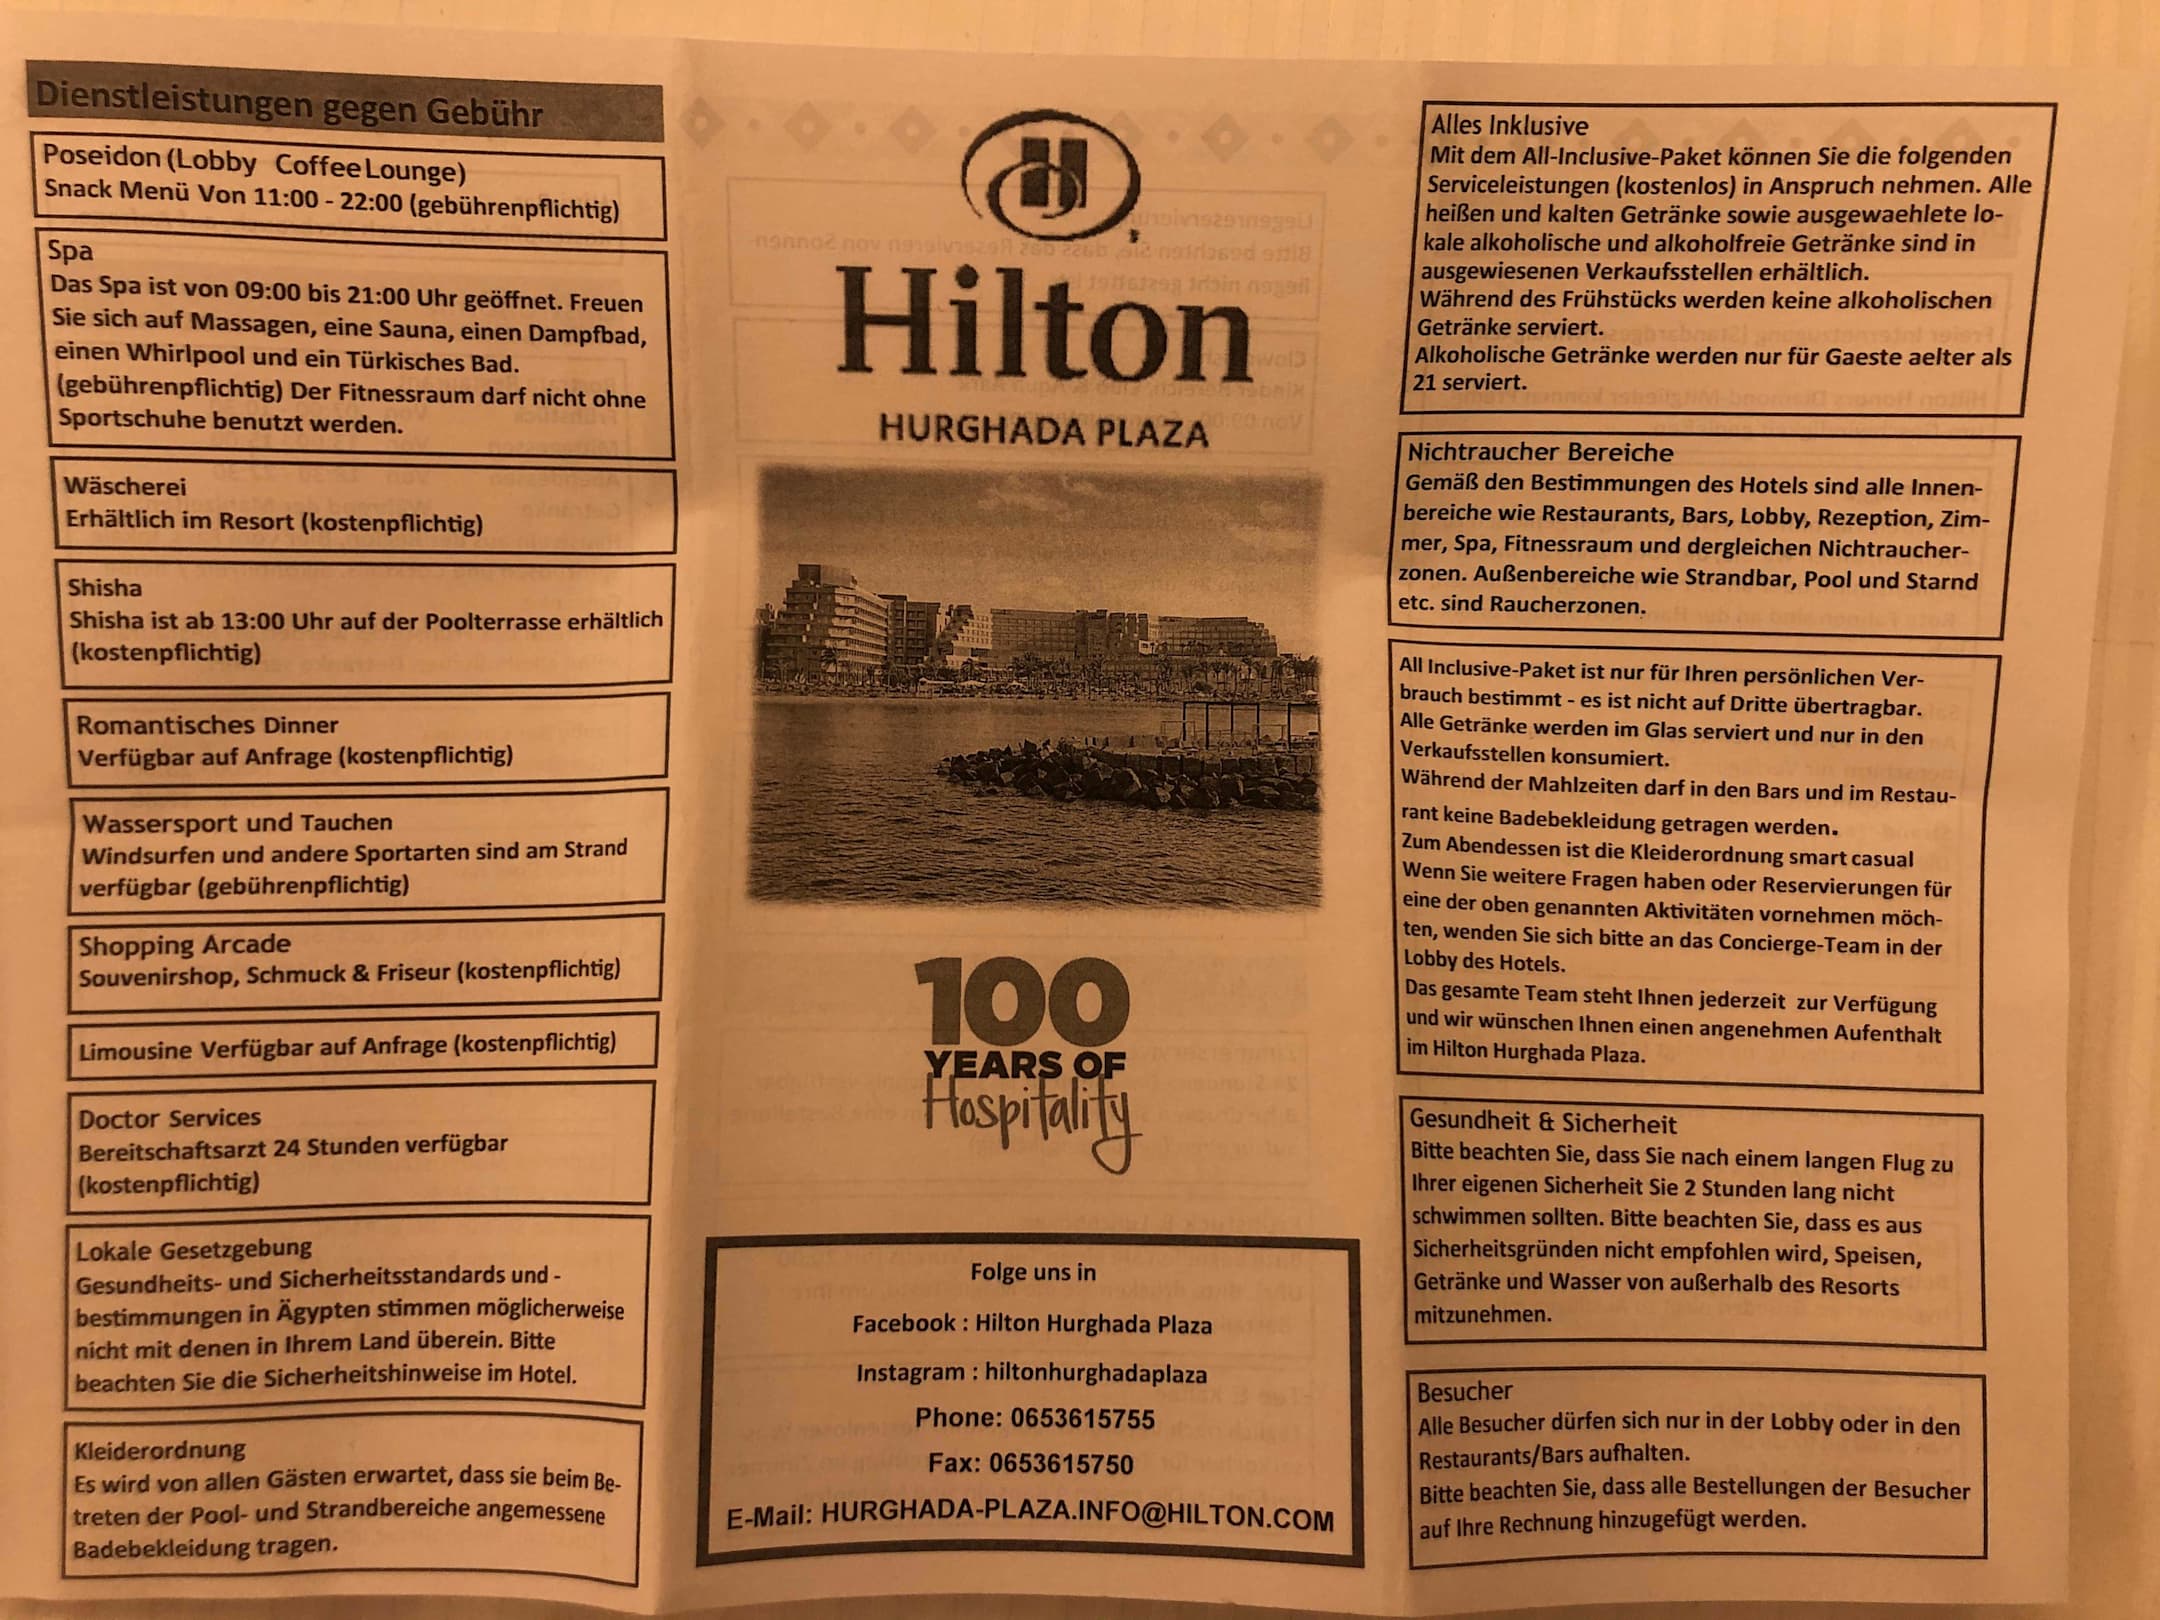 Dienstleistungen gegen Gebühr
Poseidon (Lobby Coffee Lounge)
Snack Menü Von 11:00 - 22:00 (gebührenpflichtig)
Spa
Das Spa ist von 09:00 bis 21:00 Uhr geöffnet. Freuen
Sie sich auf Massagen, eine Sauna, einen Dampfbad,
einen Whirlpool und ein Türkisches Bad.
(gebührenpflichtig) Der Fitnessraum darf nicht ohne
Sportschuhe benutzt werden.
Wäscherei
Erhältlich im Resort (kostenpflichtig)
Shisha
Shisha ist ab 13:00 Uhr auf der Poolterrasse erhältlich
(kostenpflichtig)
Romantisches Dinner
Verfügbar auf Anfrage (kostenpflichtig)
Wassersport und Tauchen
Windsurfen und andere Sportarten sind am Strand
verfügbar (gebührenpflichtig)
Shopping Arcade
Souvenirshop, Schmuck & Friseur (kostenpflichtig)
Limousine Verfügbar auf Anfrage (kostenpflichtig)
Doctor Services
Bereitschaftsarzt 24 Stunden verfügbar
(kostenpflichtig)
Lokale Gesetzgebung
Gesundheits- und Sicherheitsstandards und -
bestimmungen in Ägypten stimmen möglicherweise
nicht mit denen in Ihrem Land überein. Bitte
beachten Sie die Sicherheitshinweise im Hotel.
Kleiderordnung
Es wird von allen Gästen erwartet, dass sie beim Be-
treten der Pool- und Strandbereiche angemessene
Badebekleidung tragen.
Hilton
HURGHADA PLAZA
100
YEARS OF
Hospitality
Folge uns in
Facebook : Hilton Hurghada Plaza
Instagram : hiltonhurghadaplaza
Phone: 0653615755
Fax: 0653615750
E-Mail: HURGHADA-PLAZA.INFO@HILTON.COM
Alles Inklusive
Mit dem All-Inclusive-Paket können Sie die folgenden
Serviceleistungen (kostenlos) in Anspruch nehmen. Alle
heißen und kalten Getränke sowie ausgewaehlete lo-
kale alkoholische und alkoholfreie Getränke sind in
ausgewiesenen Verkaufsstellen erhältlich.
Während des Frühstücks werden keine alkoholischen
Getränke serviert.
Alkoholische Getränke werden nur für Gaeste aelter als
21 serviert.
Nichtraucher Bereiche
Gemäß den Bestimmungen des Hotels sind alle Innen-
bereiche wie Restaurants, Bars, Lobby, Rezeption, Zim-
mer, Spa, Fitnessraum und dergleichen Nichtraucher-
zonen. Außenbereiche wie Strandbar, Pool und Starnd
etc. sind Raucherzonen.
All Inclusive-Paket ist nur für Ihren persönlichen Ver-
brauch bestimmt - es ist nicht auf Dritte übertragbar.
Alle Getränke werden im Glas serviert und nur in den
Verkaufsstellen konsumiert.
Während der Mahlzeiten darf in den Bars und im Restau-
rant keine Badebekleidung getragen werden.
Zum Abendessen ist die Kleiderordnung smart casual
Wenn Sie weitere Fragen haben oder Reservierungen für
eine der oben genannten Aktivitäten vornehmen möch-
ten, wenden Sie sich bitte an das Concierge-Team in der
Lobby des Hotels.
Das gesamte Team steht Ihnen jederzeit zur Verfügung
und wir wünschen Ihnen einen angenehmen Aufenthalt
im Hilton Hurghada Plaza.
Gesundheit & Sicherheit
Bitte beachten Sie, dass Sie nach einem langen Flug zu
Ihrer eigenen Sicherheit Sie 2 Stunden lang nicht
schwimmen sollten. Bitte beachten Sie, dass es aus
Sicherheitsgründen nicht empfohlen wird, Speisen,
Getränke und Wasser von außerhalb des Resorts
mitzunehmen.
Besucher
Alle Besucher dürfen sich nur in der Lobby oder in den
Restaurants/Bars aufhalten.
Bitte beachten Sie, dass alle Bestellungen der Besucher
auf Ihre Rechnung hinzugefügt werden.